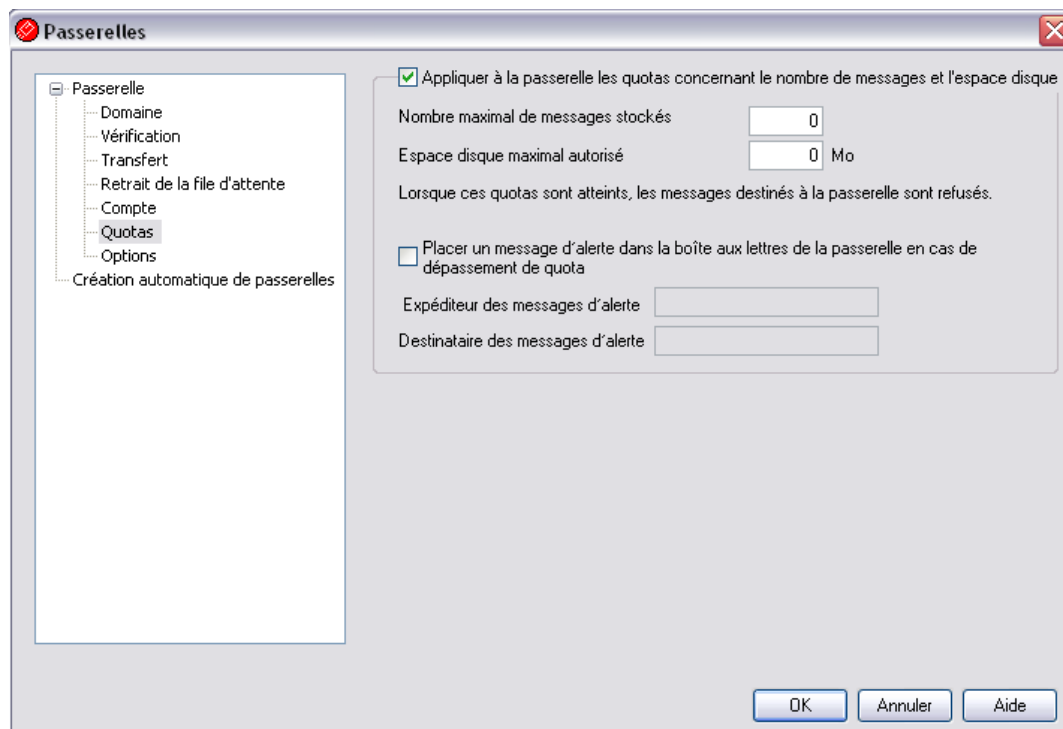 Passerelles
Passerelle
Domaine
Vérification
Transfert
Retrait de la file d'attente
Compte
Quotas
Options
Création automatique de passerelles
Appliquer à la passerelle les quotas concernant le nombre de messages et l'espace disque
Nombre maximal de messages stockés 0
Espace disque maximal autorisé 0 Mo
Lorsque ces quotas sont atteints, les messages destinés à la passerelle sont refusés.
Placer un message d´alerte dans la boîte aux lettres de la passerelle en cas de
dépassement de quota
Expéditeur des messages d´alerte
Destinataire des messages d´alerte
OK Annuler Aide